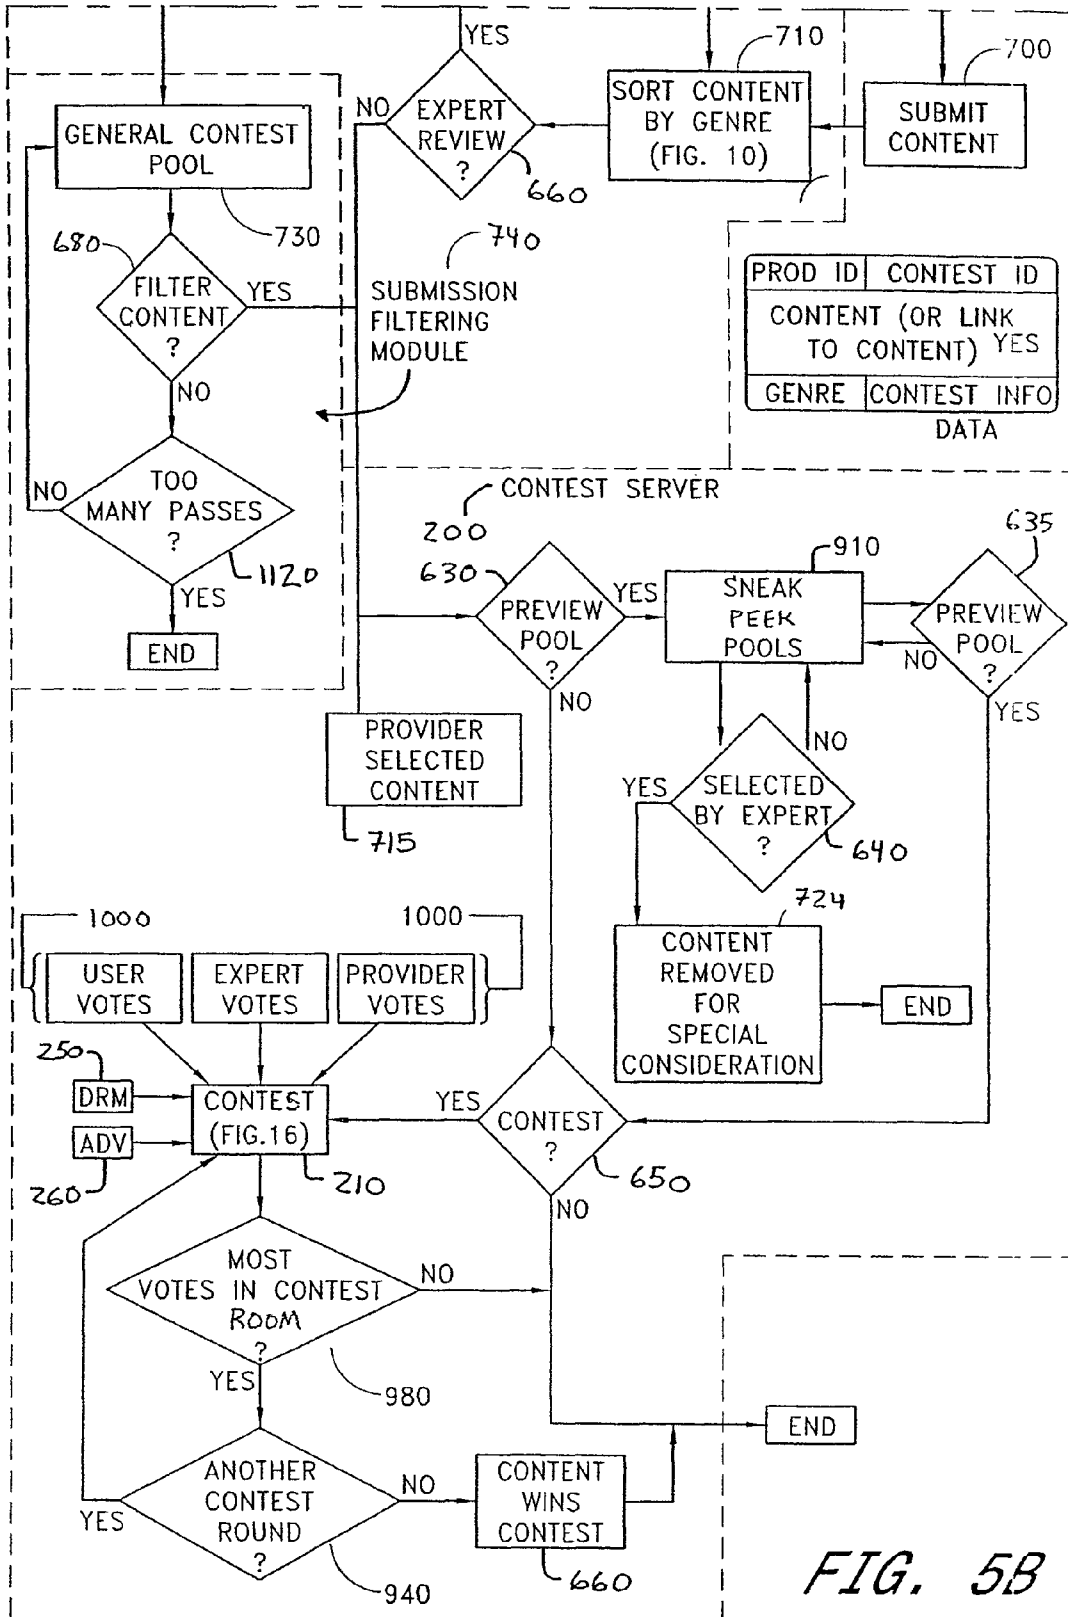 YES
710
700
NO
EXPERT
REVIEW
?
660
SORT CONTENT
BY GENRE
(FIG. 10)
SUBMIT
CONTENT
GENERAL CONTEST
POOL
730
680
FILTER
CONTENT
?
YES
NO
740
SUBMISSION
FILTERING
MODULE
PROD ID CONTEST ID
CONTENT (OR LINK
TO CONTENT) YES
GENRE CONTEST INFO
DATA
TOO
MANY PASSES
?
NO
1120
YES
END
CONTEST SERVER
200
630
PREVIEW
POOL
?
YES
NO
910
SNEAK
PEEK
POOLS
635
PREVIEW
POOL
?
NO
YES
PROVIDER
SELECTED
CONTENT
715
SELECTED
BY EXPERT
?
YES
NO
640
724
CONTENT
REMOVED
FOR
SPECIAL
CONSIDERATION
END
1000
1000
USER
VOTES
EXPERT
VOTES
PROVIDER
VOTES
250
DRM
ADV
260
CONTEST
(FIG.16)
210
YES
CONTEST
?
650
NO
MOST
VOTES IN CONTEST
ROOM
?
NO
YES
980
END
ANOTHER
CONTEST
ROUND
?
YES
NO
940
CONTENT
WINS
CONTEST
660
FIG. 5B